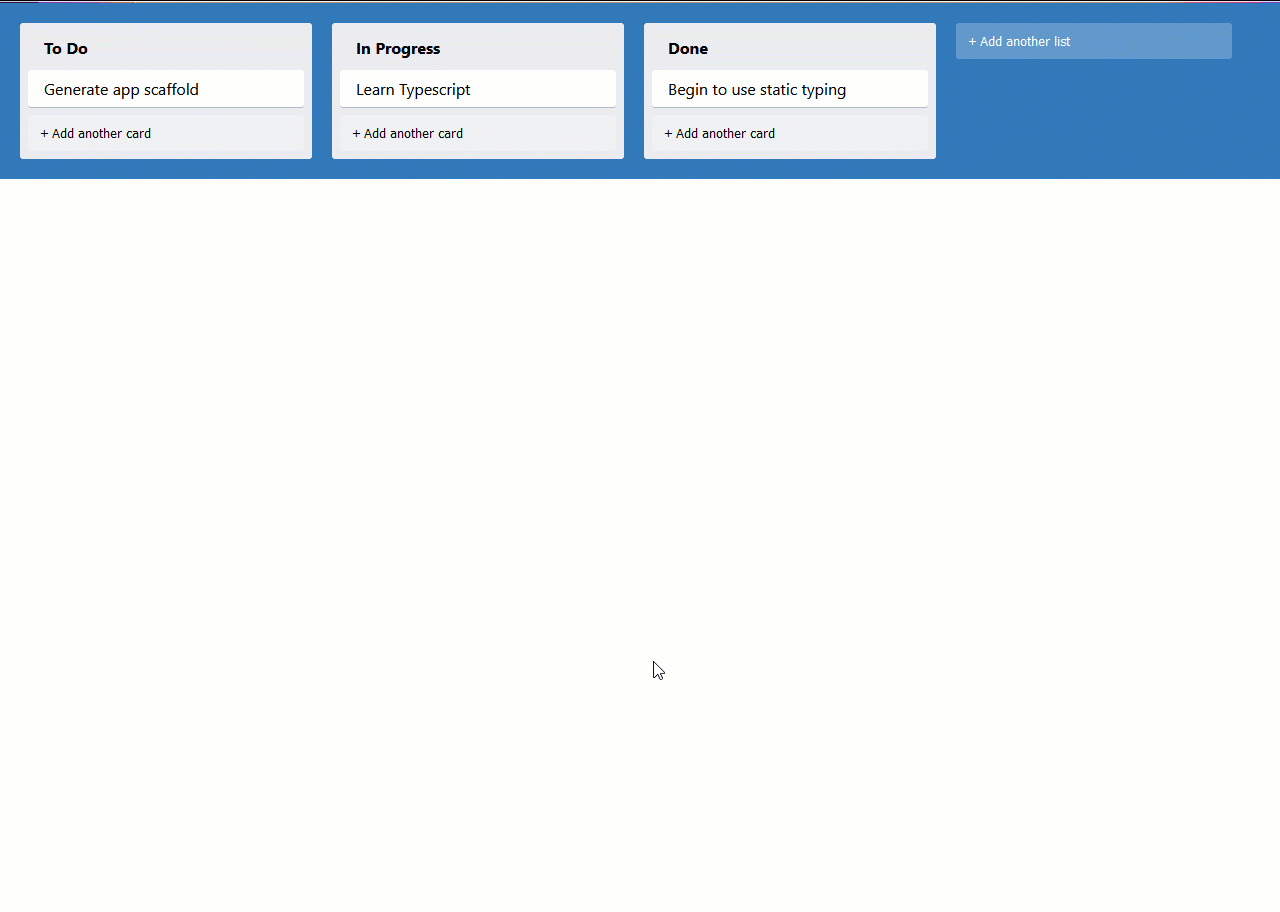 To Do
Generate app scaffold
+ Add another card
In Progress
Learn Typescript
+ Add another card
Done
Begin to use static typing
+ Add another card
+ Add another list